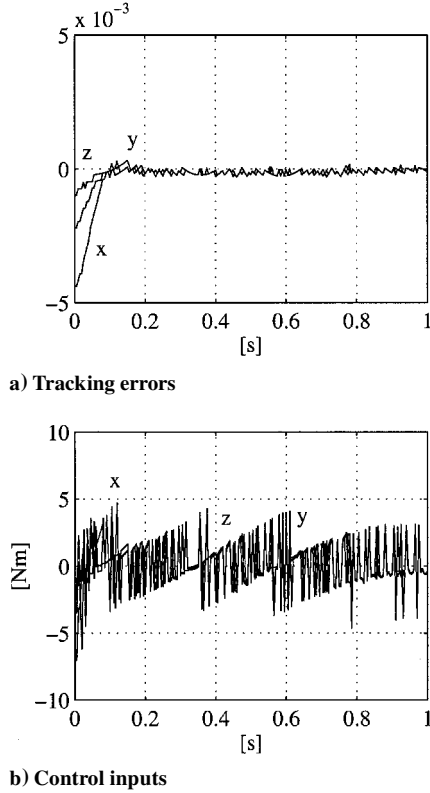 x 10⁻³
5
z
y
0
x
−5
0 0.2 0.4 0.6 0.8 1
[s]
a) Tracking errors
10
x
5
z
y
[Nm]
0
−5
−10
0 0.2 0.4 0.6 0.8 1
[s]
b) Control inputs